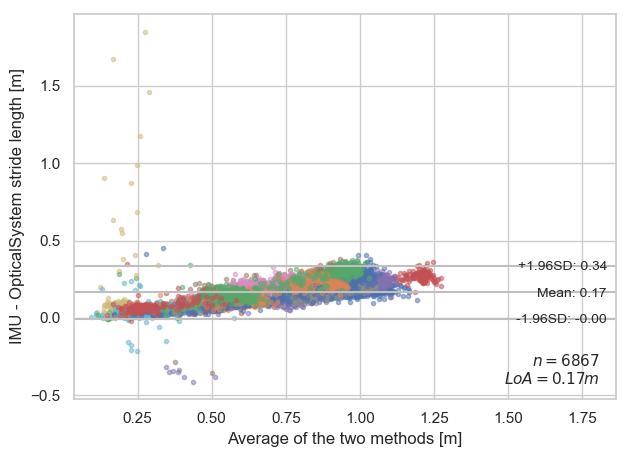 IMU - OpticalSystem stride length [m]
1.5
1.0
0.5
0.0
−0.5
+1.96SD: 0.34
Mean: 0.17
-1.96SD: -0.00
n = 6867
LoA = 0.17m
0.25 0.50 0.75 1.00 1.25 1.50 1.75
Average of the two methods [m]